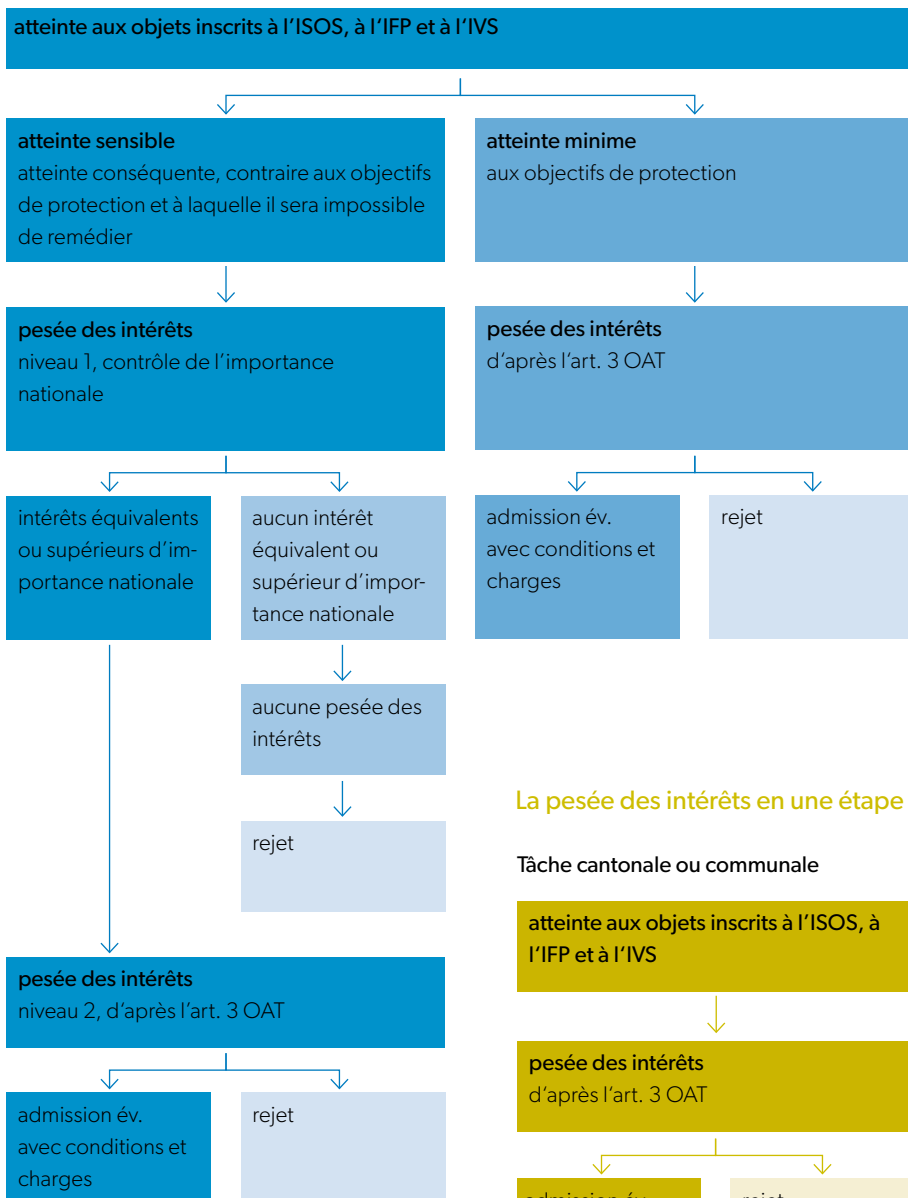 atteinte aux objets inscrits à l'ISOS, à l'IFP et à l'IVS
atteinte sensible
atteinte conséquente, contraire aux objectifs
de protection et à laquelle il sera impossible
de remédier
atteinte minime
aux objectifs de protection
pesée des intérêts
niveau 1, contrôle de l'importance
nationale
pesée des intérêts
d'après l'art. 3 OAT
intérêts équivalents
ou supérieurs d'im-
portance nationale
aucun intérêt
équivalent ou
supérieur d'impor-
tance nationale
admission év.
avec conditions et
charges
rejet
aucune pesée des
intérêts
rejet
pesée des intérêts
niveau 2, d'après l'art. 3 OAT
admission év.
avec conditions et
charges
rejet
La pesée des intérêts en une étape
Tâche cantonale ou communale
atteinte aux objets inscrits à l'ISOS, à
l'IFP et à l'IVS
pesée des intérêts
d'après l'art. 3 OAT
admission év.
rejet